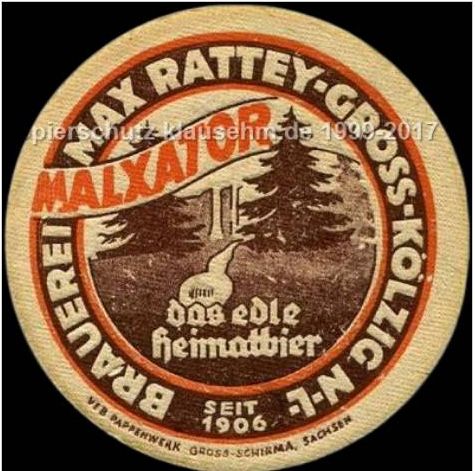 BRAUEREI MAX RATTEY-GROSS-KÖLZIG N-L.
pierschutz-klausehm.de 1999-2017
MALXATOR
das edle
Heimatbier
SEIT
1906
VEB PAPPENWERK GROSS-SCHIRMA, SACHSEN